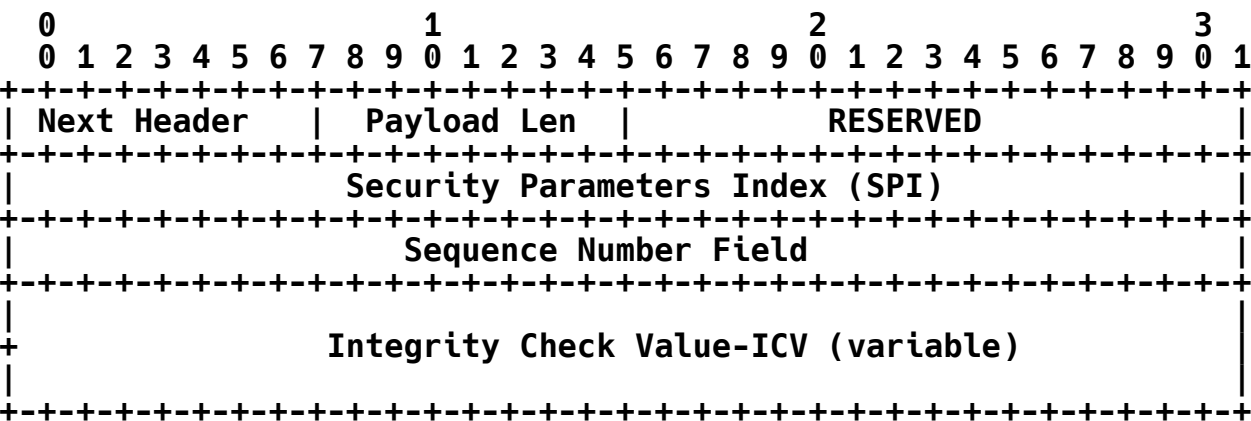 0                   1                   2                   3
0 1 2 3 4 5 6 7 8 9 0 1 2 3 4 5 6 7 8 9 0 1 2 3 4 5 6 7 8 9 0 1
+-+-+-+-+-+-+-+-+-+-+-+-+-+-+-+-+-+-+-+-+-+-+-+-+-+-+-+-+-+-+-+-+
| Next Header   |  Payload Len  |          RESERVED             |
+-+-+-+-+-+-+-+-+-+-+-+-+-+-+-+-+-+-+-+-+-+-+-+-+-+-+-+-+-+-+-+-+
|                 Security Parameters Index (SPI)               |
+-+-+-+-+-+-+-+-+-+-+-+-+-+-+-+-+-+-+-+-+-+-+-+-+-+-+-+-+-+-+-+-+
|                    Sequence Number Field                      |
+-+-+-+-+-+-+-+-+-+-+-+-+-+-+-+-+-+-+-+-+-+-+-+-+-+-+-+-+-+-+-+-+
|                                                               |
+                Integrity Check Value-ICV (variable)           |
|                                                               |
+-+-+-+-+-+-+-+-+-+-+-+-+-+-+-+-+-+-+-+-+-+-+-+-+-+-+-+-+-+-+-+-+